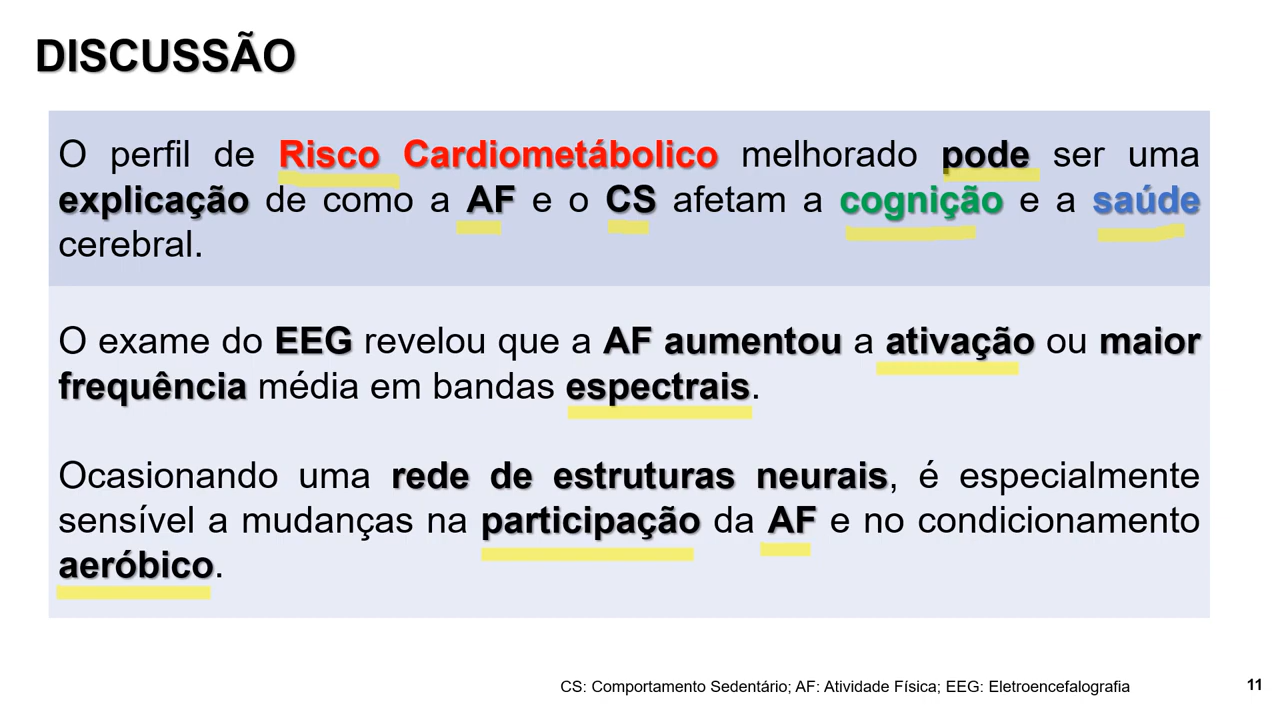 DISCUSSÃO
O perfil de Risco Cardiometábolico melhorado pode ser uma
explicação de como a AF e o CS afetam a cognição e a saúde
cerebral.
O exame do EEG revelou que a AF aumentou a ativação ou maior
frequência média em bandas espectrais.
Ocasionando uma rede de estruturas neurais, é especialmente
sensível a mudanças na participação da AF e no condicionamento
aeróbico.
CS: Comportamento Sedentário; AF: Atividade Física; EEG: Eletroencefalografia
11